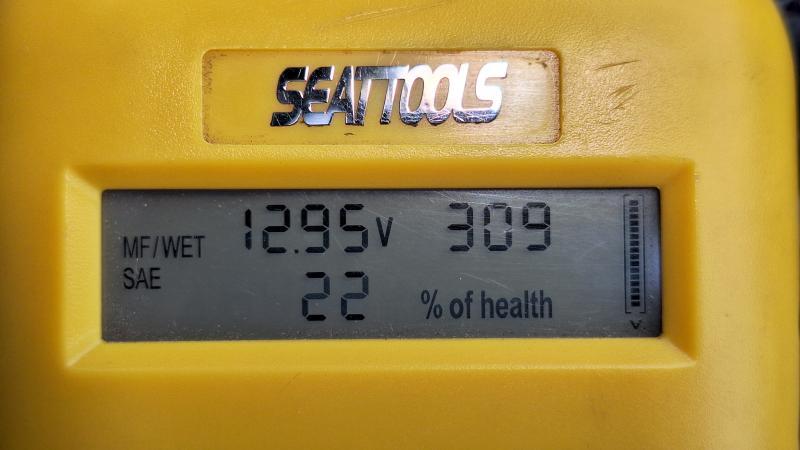 SEATTOOLS
MF/WET 12.95V 309
SAE
22 % of health
V